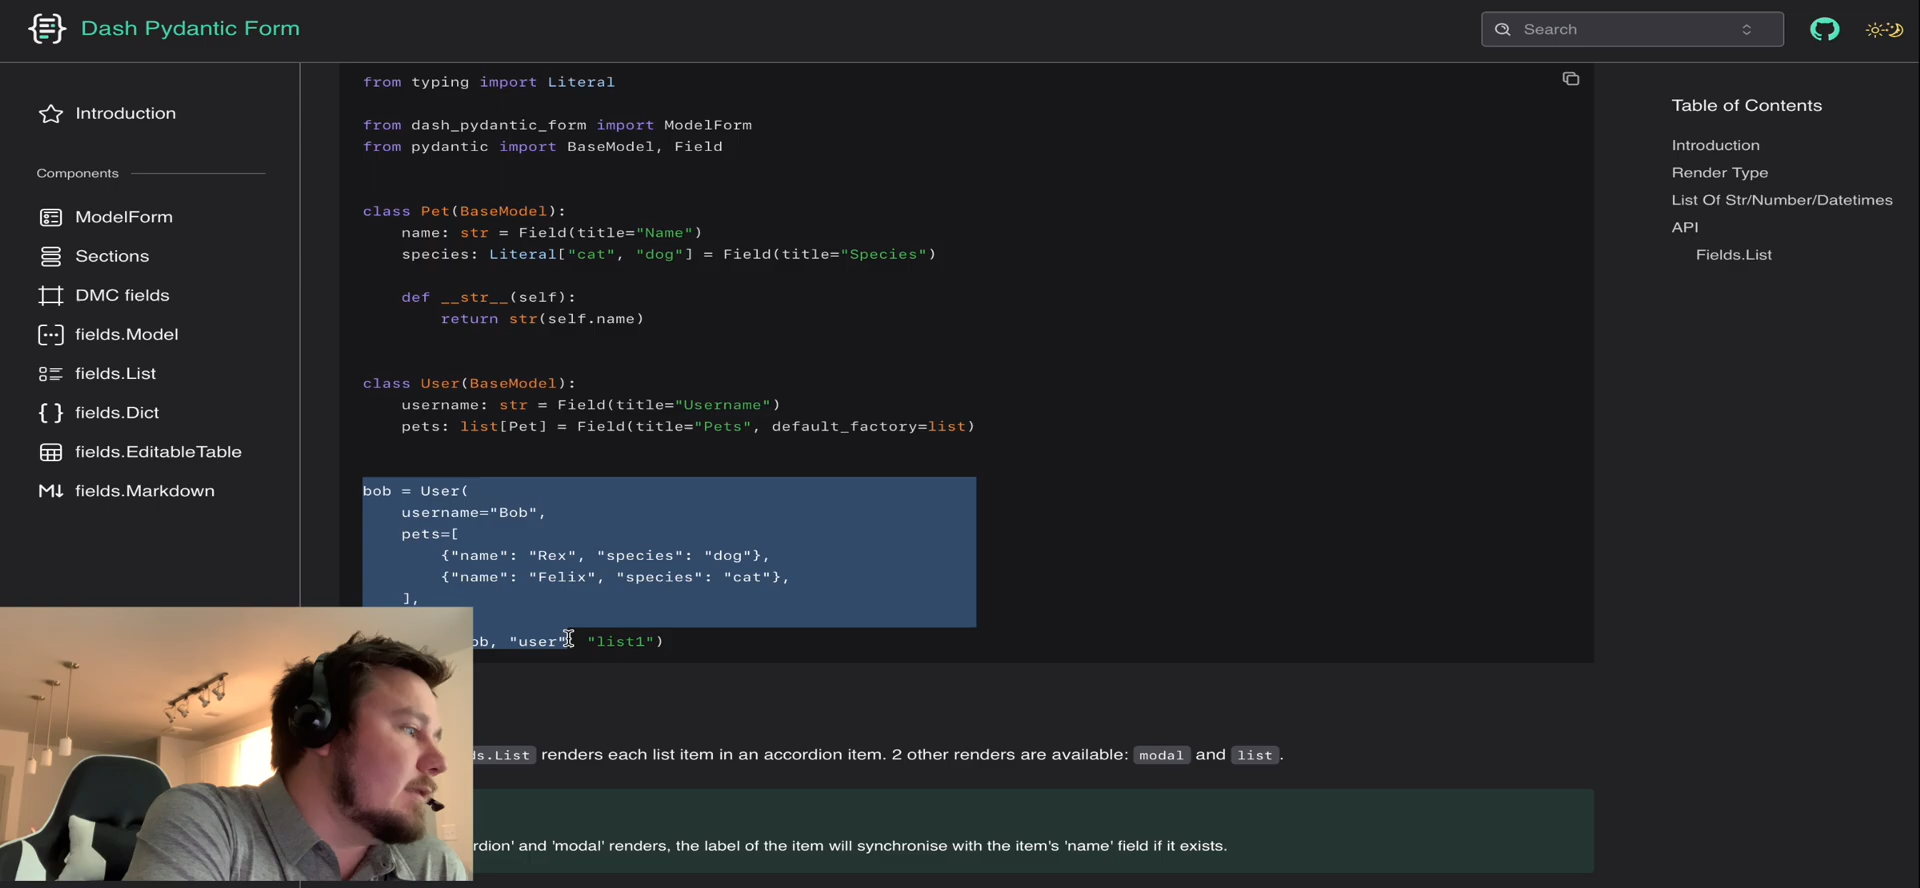 Dash Pydantic Form
Search
Introduction
Components
ModelForm
Sections
DMC fields
fields.Model
fields.List
fields.Dict
fields.EditableTable
fields.Markdown
from typing import Literal
from dash_pydantic_form import ModelForm
from pydantic import BaseModel, Field
class Pet(BaseModel):
name: str = Field(title="Name")
species: Literal["cat", "dog"] = Field(title="Species")
def __str__(self):
return str(self.name)
class User(BaseModel):
username: str = Field(title="Username")
pets: list[Pet] = Field(title="Pets", default_factory=list)
bob = User(
username="Bob",
pets=[
{"name": "Rex", "species": "dog"},
{"name": "Felix", "species": "cat"},
],
ob, "user", "list1")
ds.List renders each list item in an accordion item. 2 other renders are available: modal and list.
rdion' and 'modal' renders, the label of the item will synchronise with the item's 'name' field if it exists.
Table of Contents
Introduction
Render Type
List Of Str/Number/Datetimes
API
Fields.List